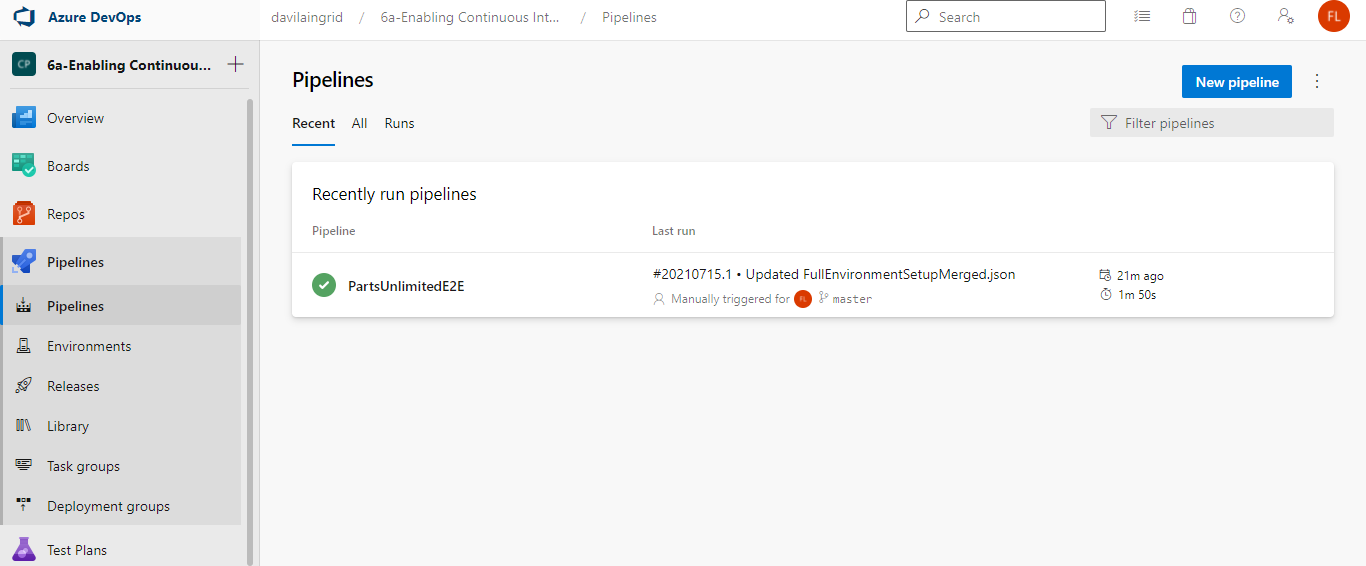 Azure DevOps
davilaingrid / 6a-Enabling Continuous Int... / Pipelines
Search
FL
CP 6a-Enabling Continuou...
Overview
Boards
Repos
Pipelines
Pipelines
Environments
Releases
Library
Task groups
Deployment groups
Test Plans
Pipelines
New pipeline
Recent All Runs
Filter pipelines
Recently run pipelines
Pipeline Last run
PartsUnlimitedE2E
#20210715.1 • Updated FullEnvironmentSetupMerged.json
Manually triggered for FL master
21m ago
1m 50s